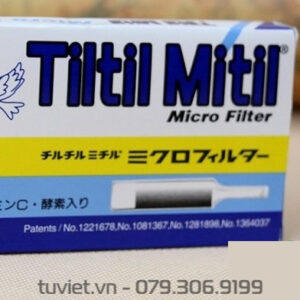 Tiltil Mitil®
Micro Filter
チルチルミチル® ミクロフィルター
ミンC・酵素入り
Patents / No.1221678, No.1081367, No.1281898, No.1364037
tuviet.vn - 079.306.9199